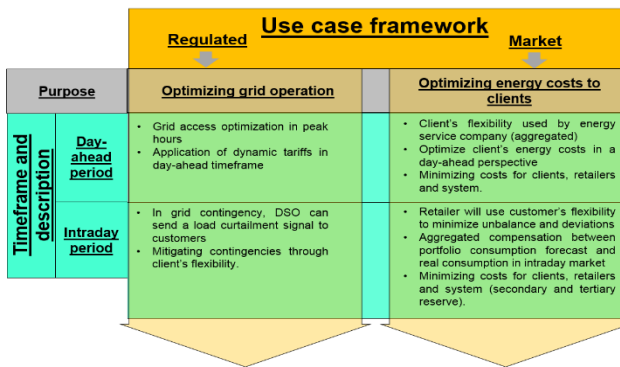 Use case framework
Regulated
Market
Purpose
Optimizing grid operation
Optimizing energy costs to
clients
Timeframe and
description
Day-
ahead
period
• Grid access optimization in peak
hours
• Application of dynamic tariffs in
day-ahead timeframe
• Client's flexibility used by energy
service company (aggregated)
• Optimize client's energy costs in a
day-ahead perspective
• Minimizing costs for clients, retailers
and system.
Intraday
period
• In grid contingency, DSO can
send a load curtailment signal to
customers
• Mitigating contingencies through
client's flexibility.
• Retailer will use customer's flexibility
to minimize unbalance and deviations
• Aggregated compensation between
portfolio consumption forecast and
real consumption in intraday market
• Minimizing costs for clients, retailers
and system (secondary and tertiary
reserve).